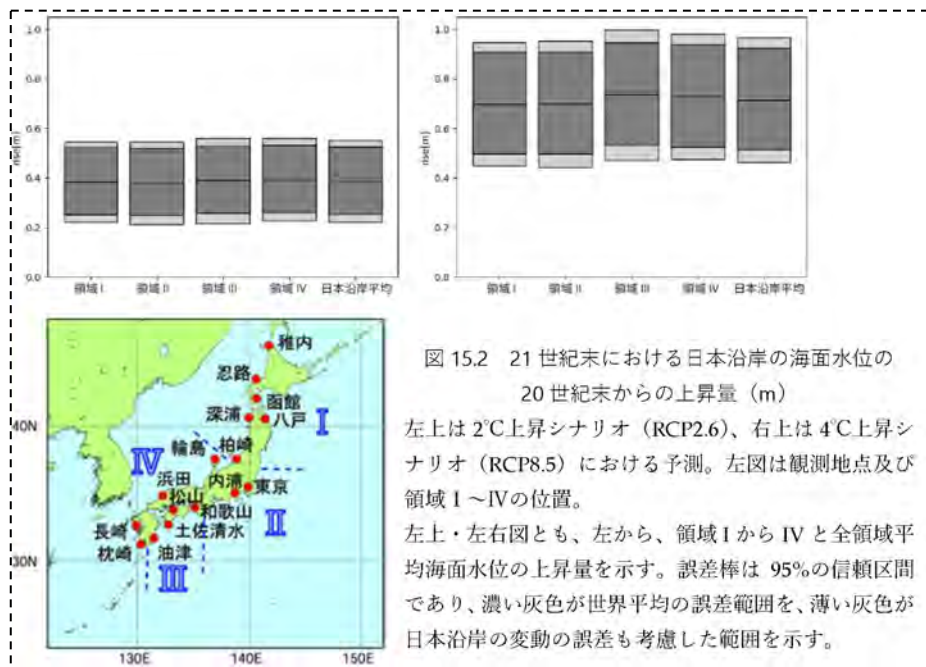 1.0
0.8
0.6
0.4
0.2
0.0
rise[m]
領域 I 領域 II 領域 III 領域 IV 日本沿岸平均
1.0
0.8
0.6
0.4
0.2
0.0
rise[m]
領域 I 領域 II 領域 III 領域 IV 日本沿岸平均
稚内
忍路
函館
深浦
八戸
I
40N
輪島 柏崎
IV
浜田
内浦
東京
松山
和歌山
II
長崎
土佐清水
枕崎
油津
30N
III
130E 140E 150E
図 15.2 21 世紀末における日本沿岸の海面水位の
20 世紀末からの上昇量（m）
左上は 2℃上昇シナリオ（RCP2.6）、右上は 4℃上昇シ
ナリオ（RCP8.5）における予測。左図は観測地点及び
領域 I ～IVの位置。
左上・左右図とも、左から、領域 I から IV と全領域平
均海面水位の上昇量を示す。誤差棒は 95%の信頼区間
であり、濃い灰色が世界平均の誤差範囲を、薄い灰色が
日本沿岸の変動の誤差も考慮した範囲を示す。